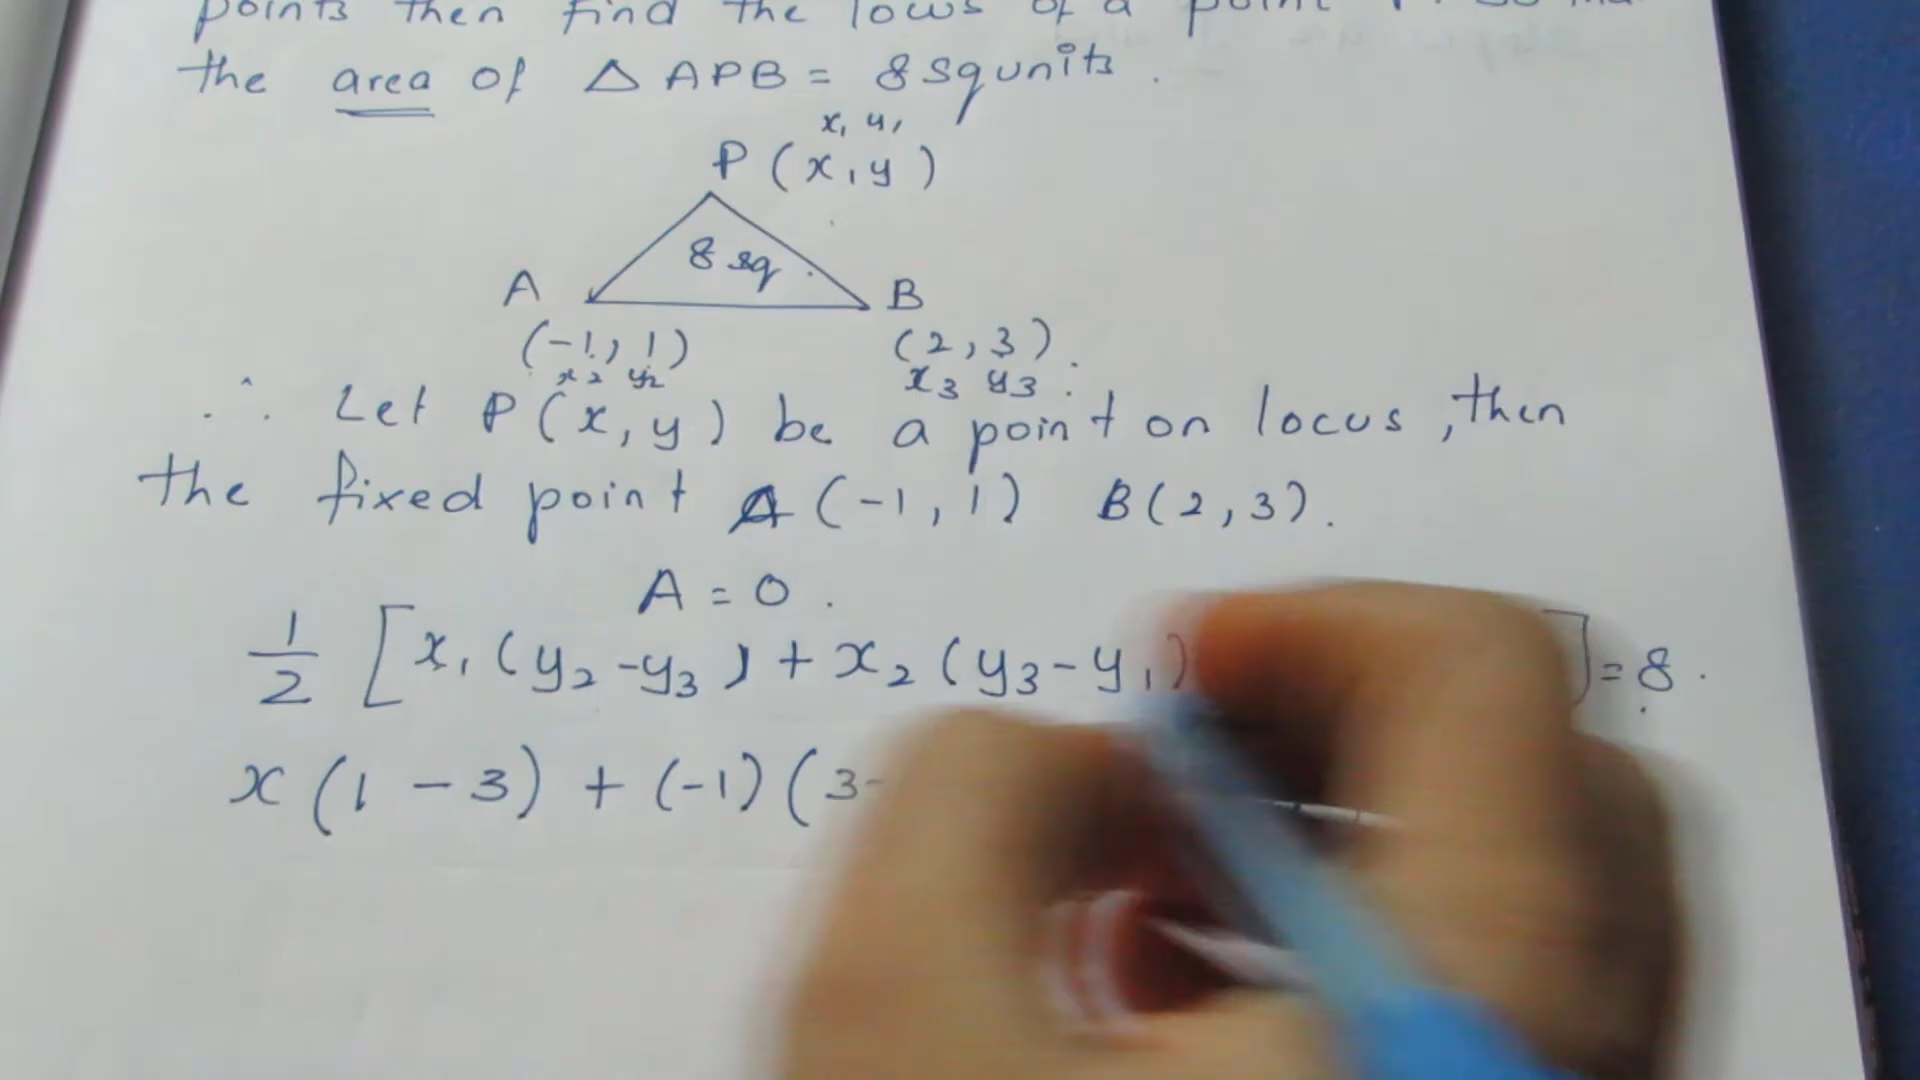 points then find the locus of a point
the area of △ APB = 8 sq units.
x₁ y₁
P (x, y)
8 sq
A B
(-1, 1) (2, 3).
x₂ y₂ x₃ y₃
∴ Let P(x, y) be a point on locus, then
the fixed point A (-1, 1) B(2, 3).
A = 0.
1/2 [x₁(y₂-y₃) + x₂(y₃-y₁) ] = 8.
x (1 - 3) + (-1) (3-